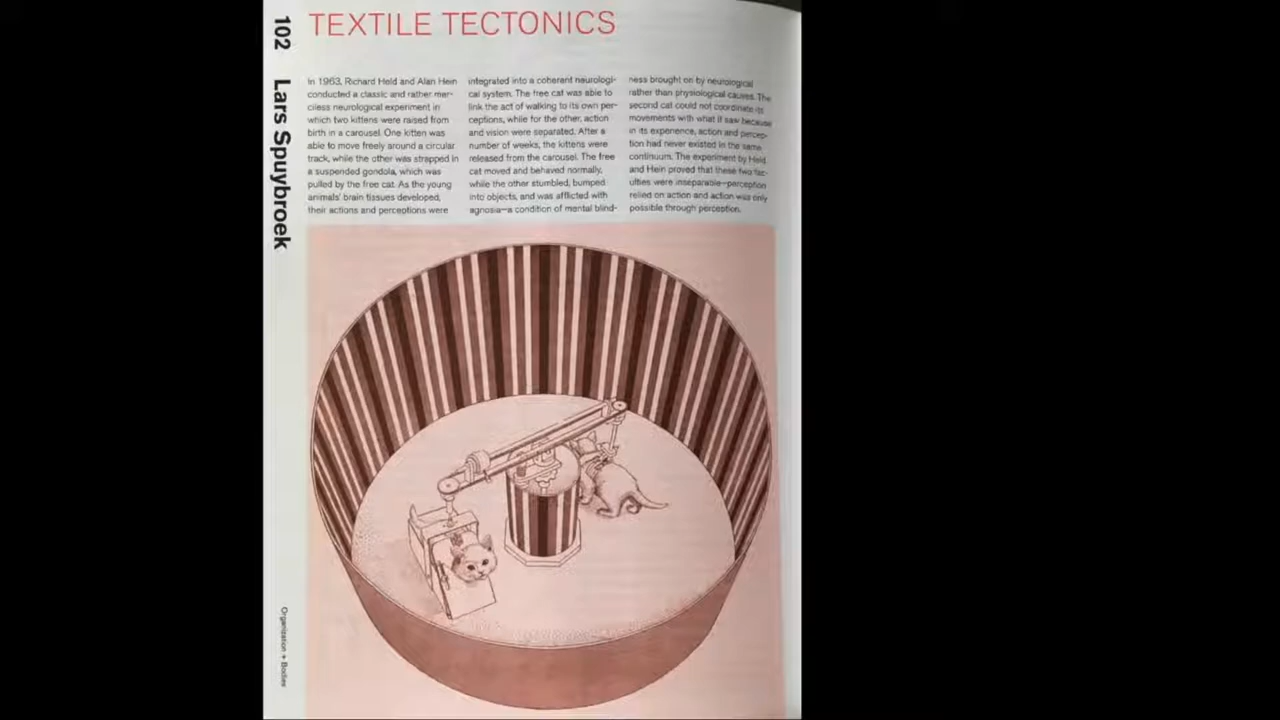 TEXTILE TECTONICS
102 Lars Spuybroek
In 1963, Richard Held and Alan Hein
conducted a classic and rather mer-
ciless neurological experiment in
which two kittens were raised from
birth in a carousel. One kitten was
able to move freely around a circular
track, while the other was strapped in
a suspended gondola, which was
pulled by the free cat. As the young
animals' brain tissues developed,
their actions and perceptions were
integrated into a coherent neurologi-
cal system. The free cat was able to
link the act of walking to its own per-
ceptions, while for the other, action
and vision were separated. After a
number of weeks, the kittens were
released from the carousel. The free
cat moved and behaved normally,
while the other stumbled, bumped
into objects, and was afflicted with
agnosia—a condition of mental blind-
ness brought on by neurological
rather than physiological causes. The
second cat could not coordinate its
movements with what it saw because
in its experience, action and percep-
tion had never existed in the same
continuum. The experiment by Held
and Hein proved that these two fac-
ulties were inseparable—perception
relied on action and action was only
possible through perception.
Organization + Bodies